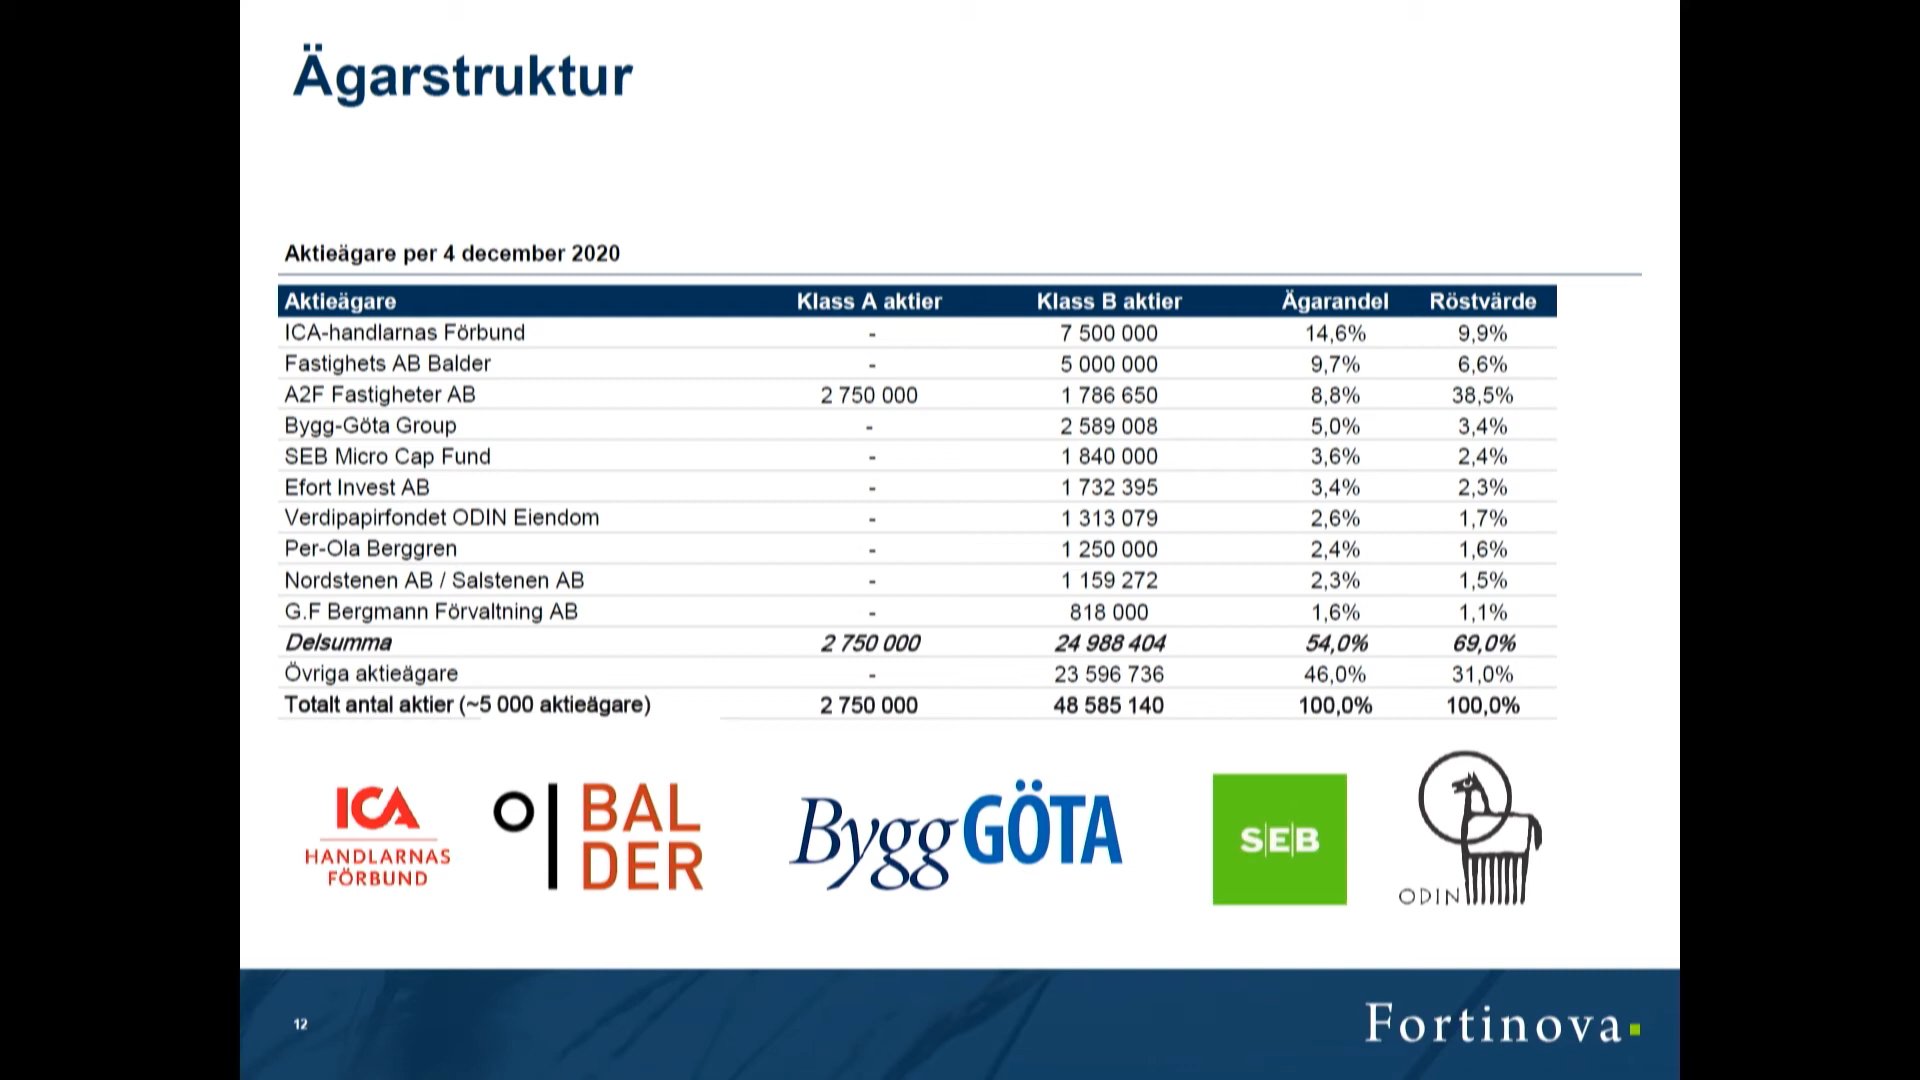 Ägarstruktur
Aktieägare per 4 december 2020
Aktieägare Klass A aktier Klass B aktier Ägarandel Röstvärde
ICA-handlarnas Förbund - 7 500 000 14,6% 9,9%
Fastighets AB Balder - 5 000 000 9,7% 6,6%
A2F Fastigheter AB 2 750 000 1 786 650 8,8% 38,5%
Bygg-Göta Group - 2 589 008 5,0% 3,4%
SEB Micro Cap Fund - 1 840 000 3,6% 2,4%
Efort Invest AB - 1 732 395 3,4% 2,3%
Verdipapirfondet ODIN Eiendom - 1 313 079 2,6% 1,7%
Per-Ola Berggren - 1 250 000 2,4% 1,6%
Nordstenen AB / Salstenen AB - 1 159 272 2,3% 1,5%
G.F Bergmann Förvaltning AB - 818 000 1,6% 1,1%
Delsumma 2 750 000 24 988 404 54,0% 69,0%
Övriga aktieägare - 23 596 736 46,0% 31,0%
Totalt antal aktier (~5 000 aktieägare) 2 750 000 48 585 140 100,0% 100,0%
ICA
HANDLARNAS
FÖRBUND
BAL
DER
ByggGÖTA
S|E|B
ODIN
12
Fortinova